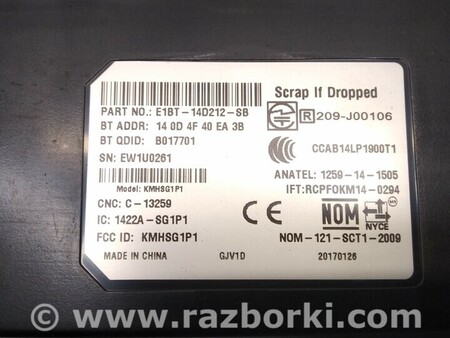 Scrap If Dropped
PART NO.: E1BT-14D212-SB
BT ADDR: 14 0D 4F 40 EA 3B
R 209-J00106
BT QDID: B017701
CCAB14LP1900T1
SN: EW1U0261
ANATEL: 1259-14-1505
IFT:RCPFOKM14-0294
Model: KMHSG1P1
CNC: C-13259
IC: 1422A-SG1P1
CE
NOM
NYCE
FCC ID: KMHSG1P1
NOM-121-SCT1-2009
MADE IN CHINA
GJV1D
20170126
© www.razborki.com